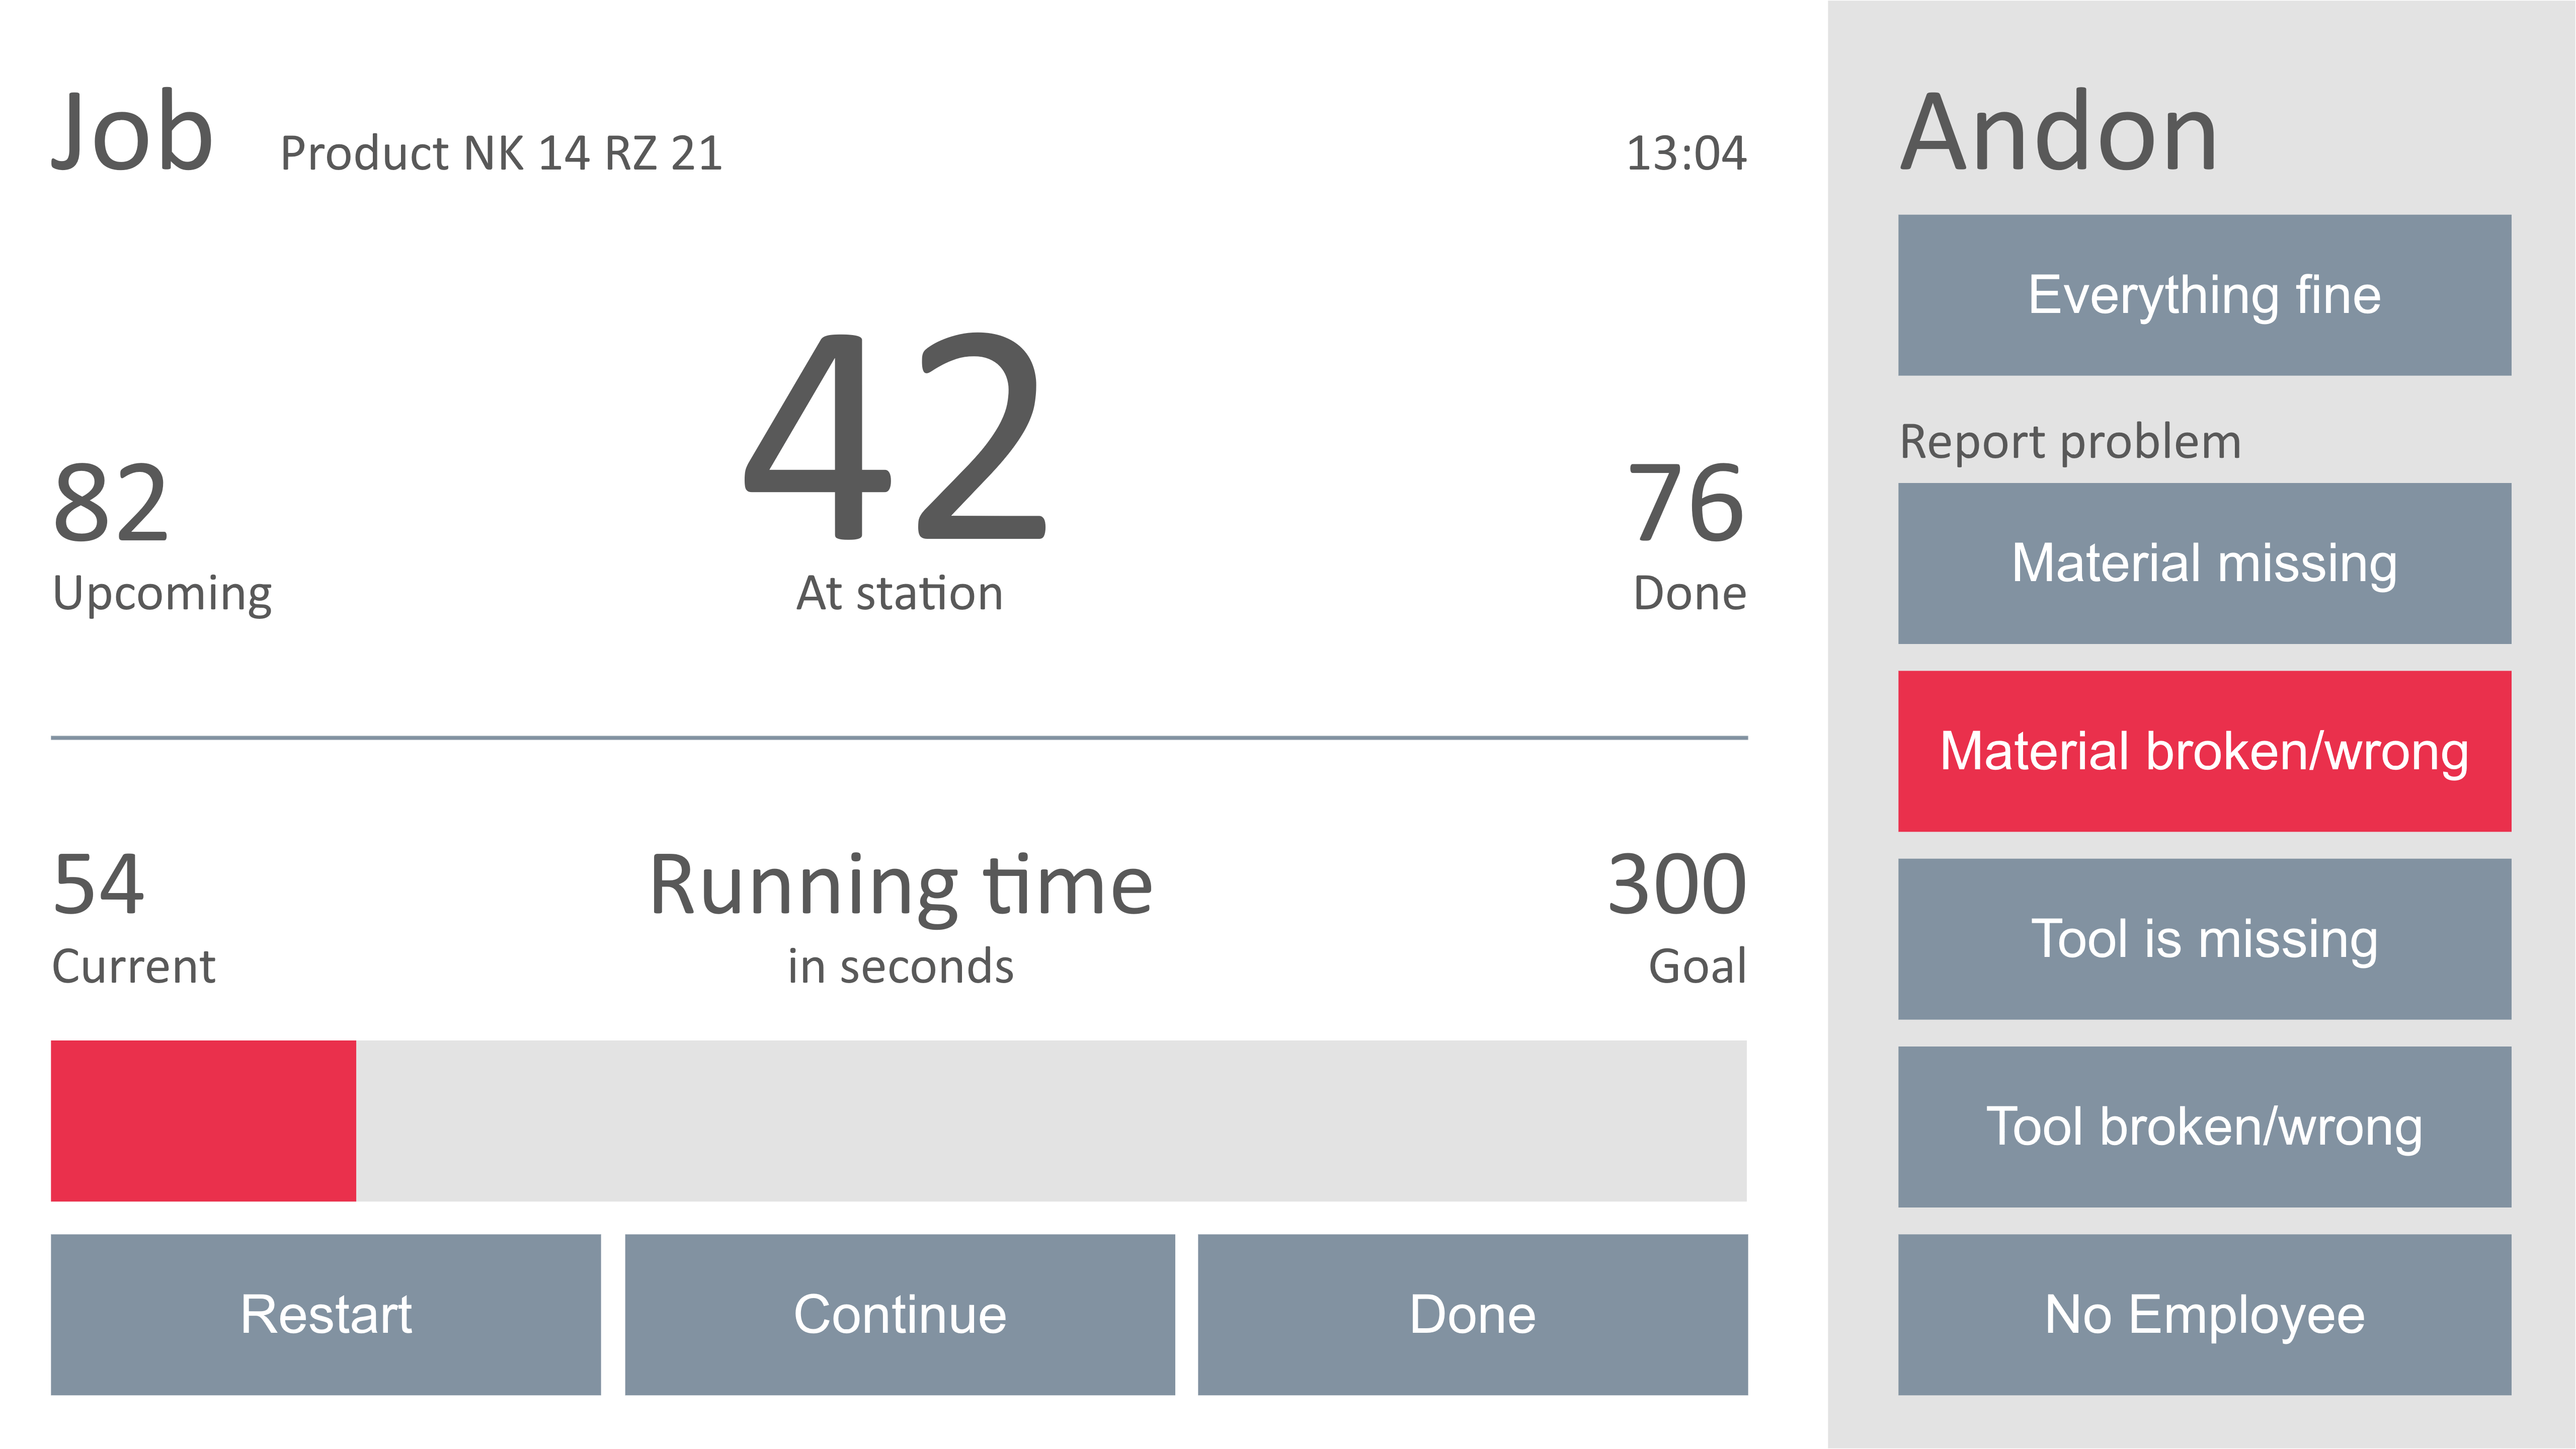 Job Product NK 14 RZ 21 13:04
82 42 76
Upcoming At station Done
54 Running time 300
Current in seconds Goal
Restart Continue Done
Andon
Everything fine
Report problem
Material missing
Material broken/wrong
Tool is missing
Tool broken/wrong
No Employee